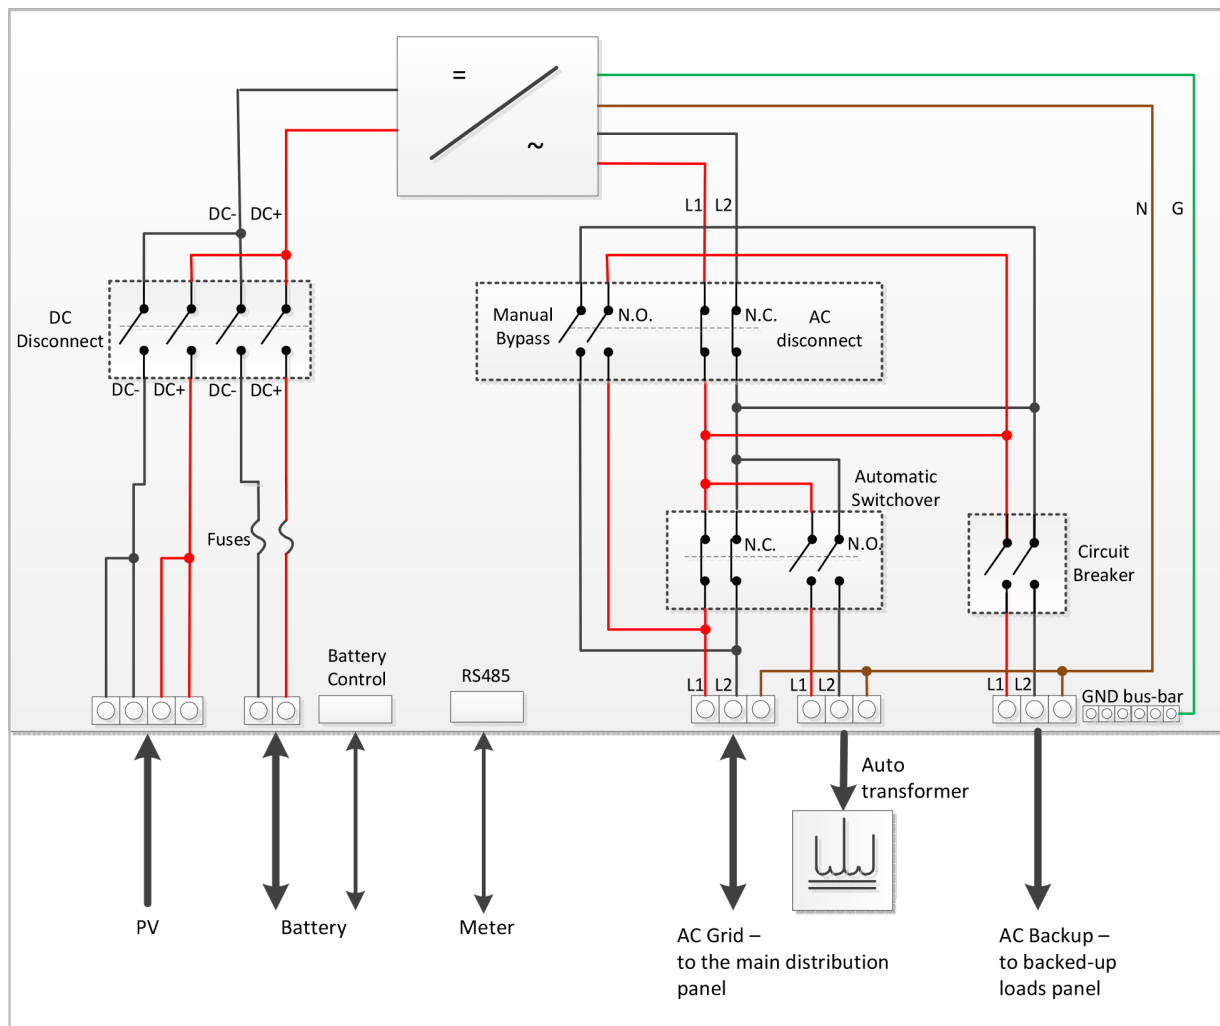 =
~
L1 L2
N G
DC- DC+
DC
Disconnect
Manual
Bypass
N.O.
N.C.
AC
disconnect
DC- DC+ DC- DC+
Automatic
Switchover
Fuses
N.C.
N.O.
Circuit
Breaker
Battery
Control
RS485
L1 L2
L1 L2
L1 L2
GND bus-bar
Auto
transformer
PV
Battery
Meter
AC Grid –
to the main distribution
panel
AC Backup –
to backed-up
loads panel